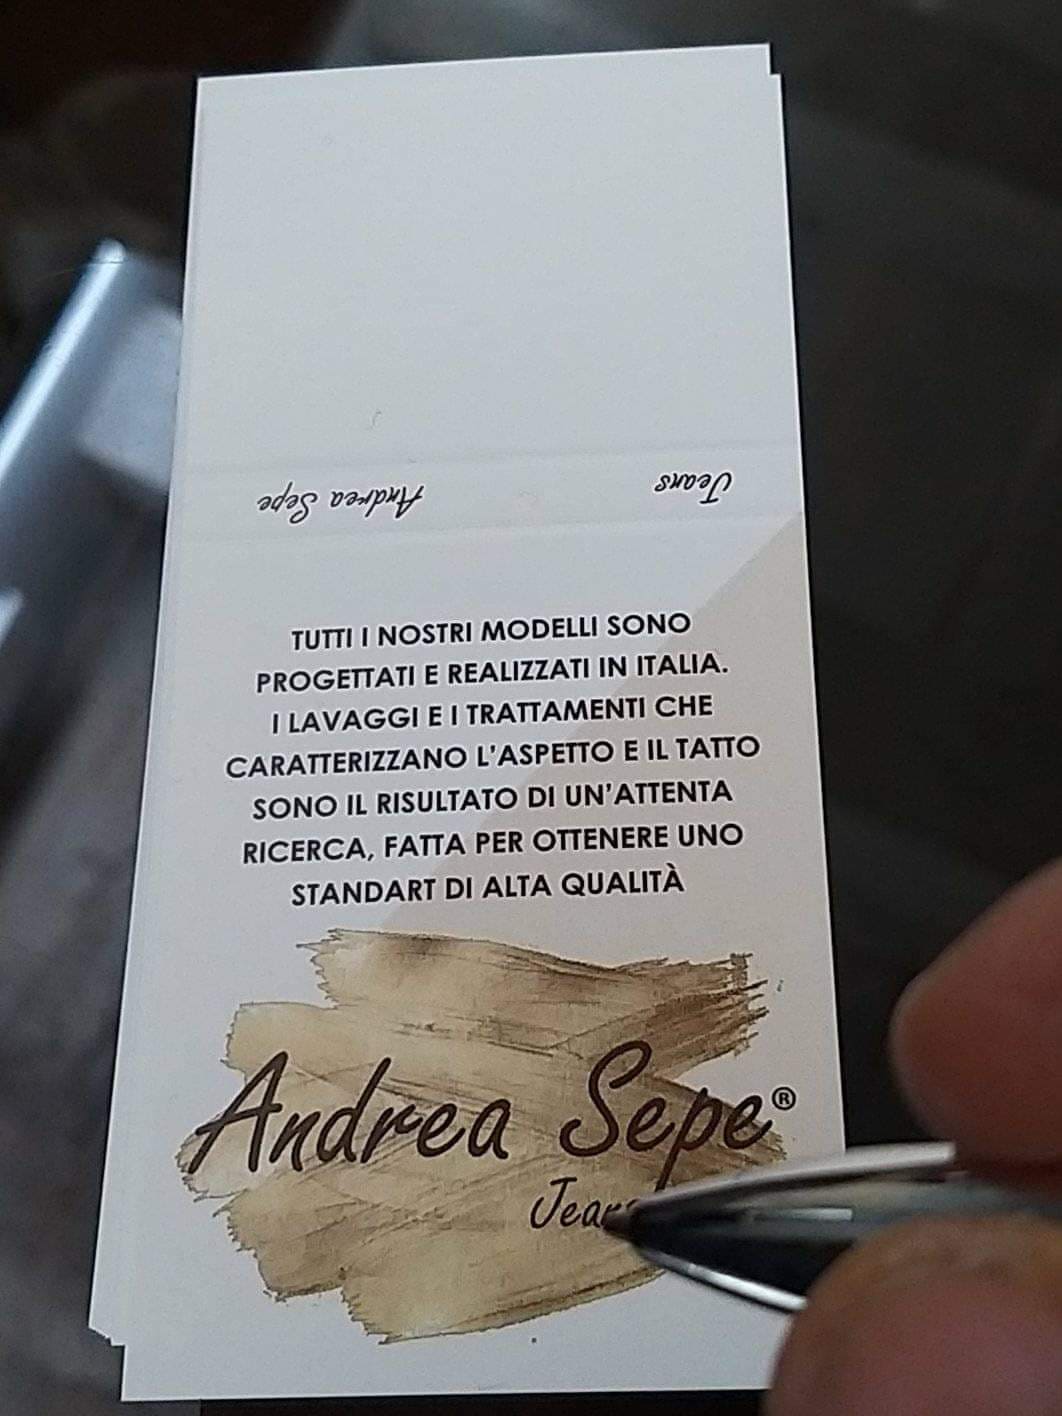 Andrea Sepe Jeans
TUTTI I NOSTRI MODELLI SONO
PROGETTATI E REALIZZATI IN ITALIA.
I LAVAGGI E I TRATTAMENTI CHE
CARATTERIZZANO L'ASPETTO E IL TATTO
SONO IL RISULTATO DI UN'ATTENTA
RICERCA, FATTA PER OTTENERE UNO
STANDART DI ALTA QUALITÀ
Andrea Sepe®
Jeans